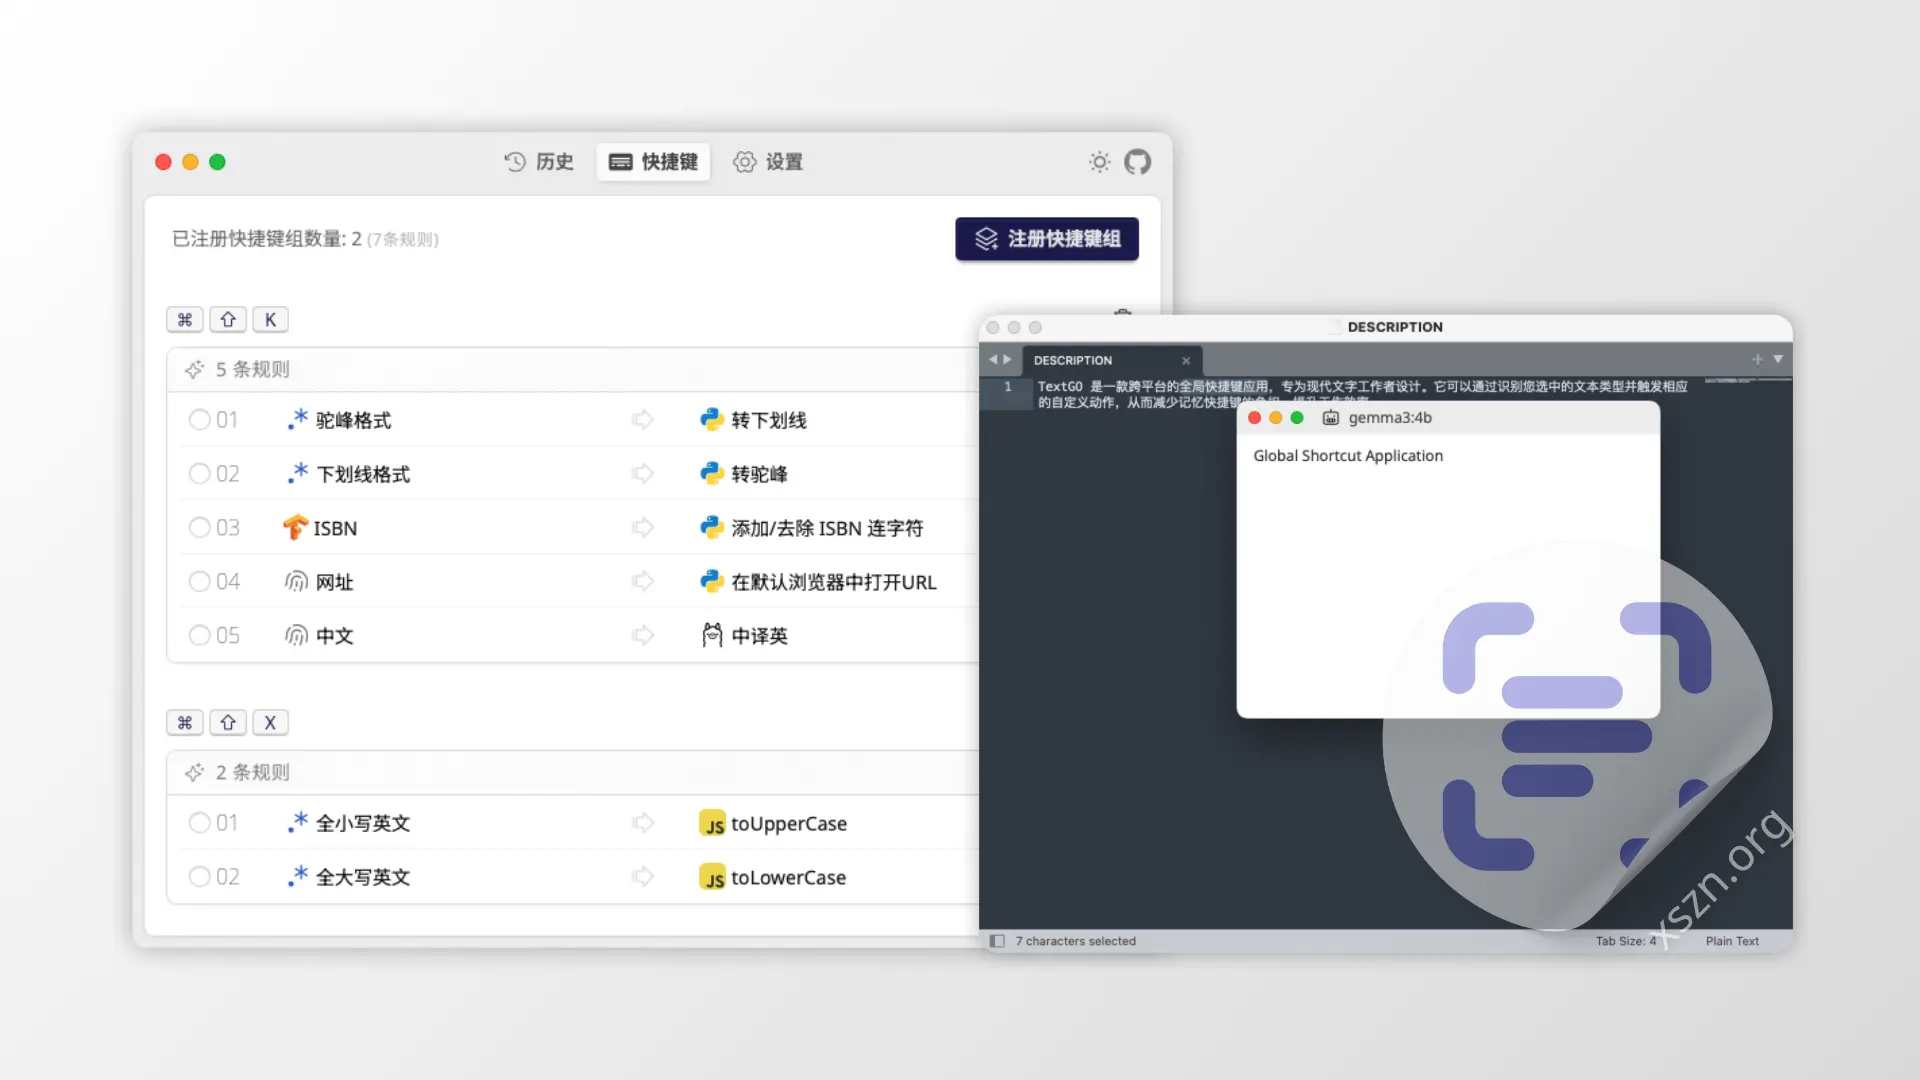 历史 快捷键 设置
已注册快捷键组数量: 2 (7条规则)
注册快捷键组
⌘ ⇧ K
5 条规则
01 驼峰格式 转下划线
02 下划线格式 转驼峰
03 ISBN 添加/去除 ISBN 连字符
04 网址 在默认浏览器中打开URL
05 中文 中译英
⌘ ⇧ X
2 条规则
01 全小写英文 JS toUpperCase
02 全大写英文 JS toLowerCase
DESCRIPTION
DESCRIPTION
1 TextGO 是一款跨平台的全局快捷键应用，专为现代文字工作者设计。它可以通过识别您选中的文本类型并触发相应
的自定义动作，从而减少记忆快捷键
gemma3:4b
Global Shortcut Application
7 characters selected
Tab Size: 4
Plain Text
xszn.org